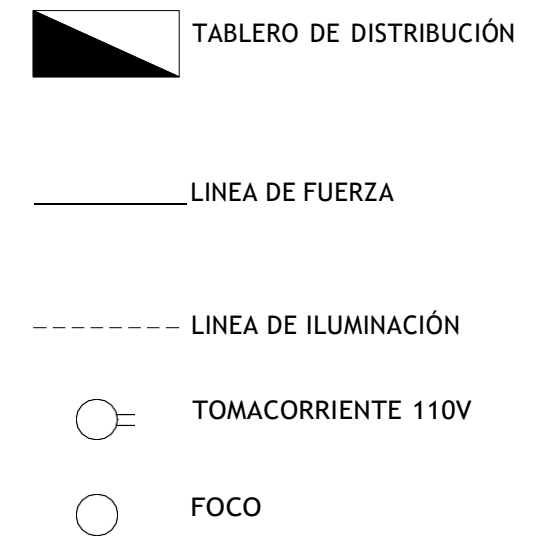 TABLERO DE DISTRIBUCIÓN
LINEA DE FUERZA
LINEA DE ILUMINACIÓN
TOMACORRIENTE 110V
FOCO